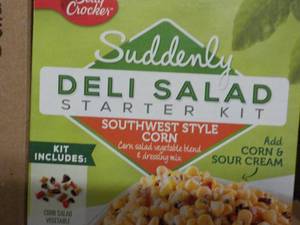 Betty
Crocker
Suddenly
DELI SALAD
STARTER KIT
SOUTHWEST STYLE
CORN
Corn salad vegetable blend
& dressing mix
Add
CORN &
SOUR CREAM
KIT
INCLUDES:
CORN SALAD
VEGETABLE